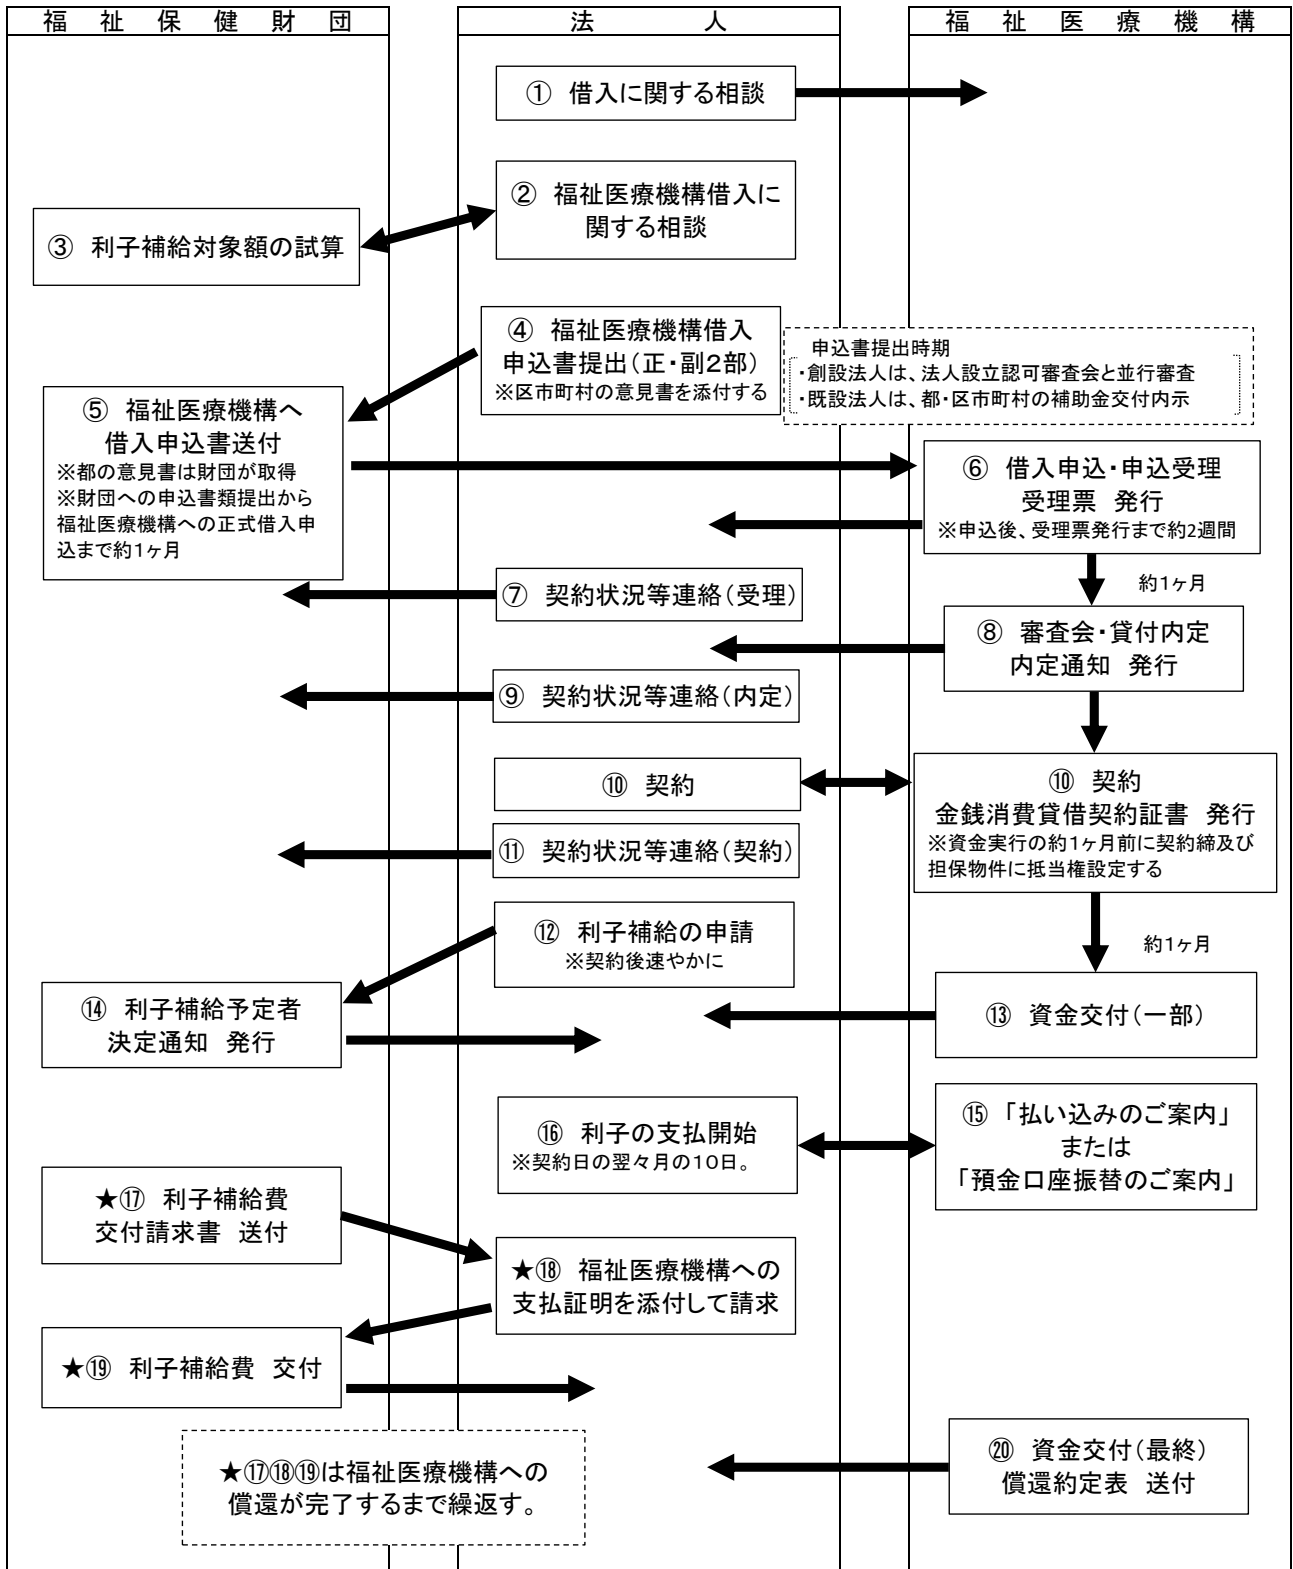 福祉保健財団
法人
福祉医療機構
① 借入に関する相談
② 福祉医療機構借入に
関する相談
③ 利子補給対象額の試算
④ 福祉医療機構借入
申込書提出(正・副2部)
※区市町村の意見書を添付する
申込書提出時期
・創設法人は、法人設立認可審査会と並行審査
・既設法人は、都・区市町村の補助金交付内示
⑤ 福祉医療機構へ
借入申込書送付
※都の意見書は財団が取得
※財団への申込書類提出から
福祉医療機構への正式借入申
込まで約1ヶ月
⑥ 借入申込・申込受理
受理票 発行
※申込後、受理票発行まで約2週間
約1ヶ月
⑦ 契約状況等連絡(受理)
⑧ 審査会・貸付内定
内定通知 発行
⑨ 契約状況等連絡(内定)
⑩ 契約
⑩ 契約
金銭消費貸借契約証書 発行
※資金実行の約1ヶ月前に契約締及び
担保物件に抵当権設定する
⑪ 契約状況等連絡(契約)
約1ヶ月
⑫ 利子補給の申請
※契約後速やかに
⑬ 資金交付(一部)
⑭ 利子補給予定者
決定通知 発行
⑮ 「払い込みのご案内」
または
「預金口座振替のご案内」
⑯ 利子の支払開始
※契約日の翌々月の10日。
★⑰ 利子補給費
交付請求書 送付
★⑱ 福祉医療機構への
支払証明を添付して請求
★⑲ 利子補給費 交付
⑳ 資金交付(最終)
償還約定表 送付
★⑰⑱⑲は福祉医療機構への
償還が完了するまで繰返す。